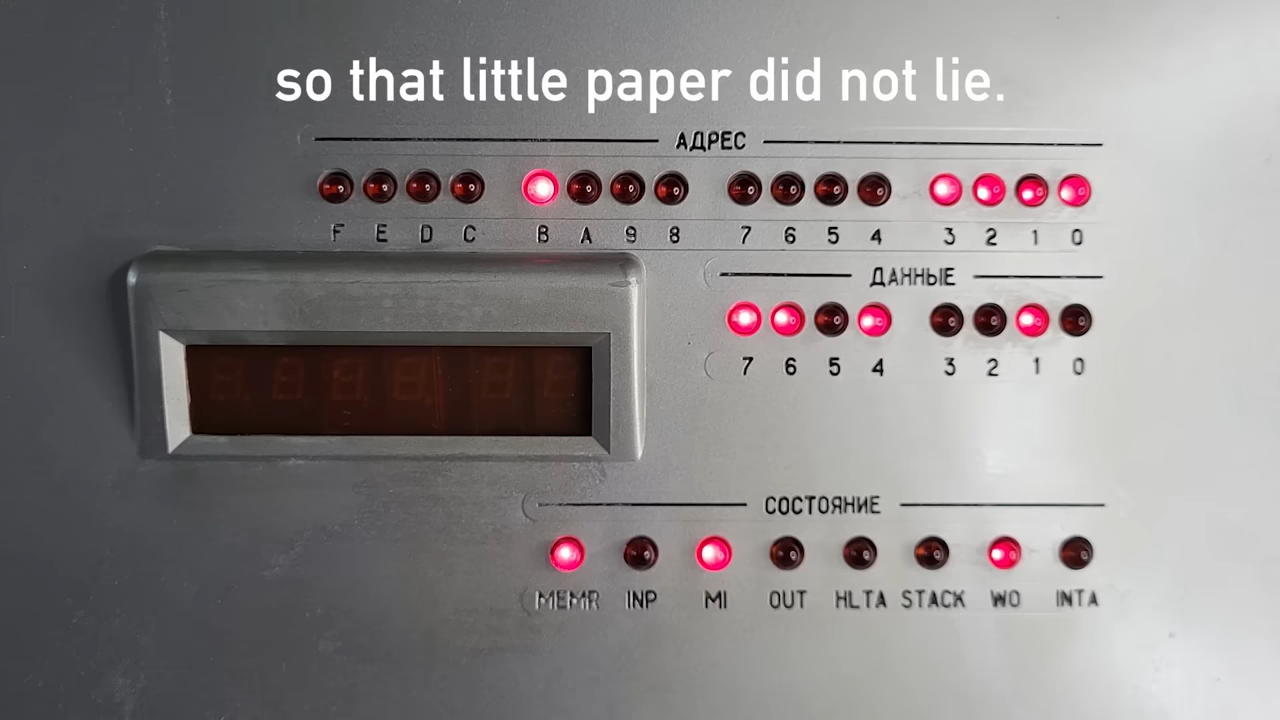 so that little paper did not lie.
АДРЕС
F E D C B A 9 8 7 6 5 4 3 2 1 0
ДАННЫЕ
7 6 5 4 3 2 1 0
СОСТОЯНИЕ
MEMR INP MI OUT HLTA STACK WO INTA